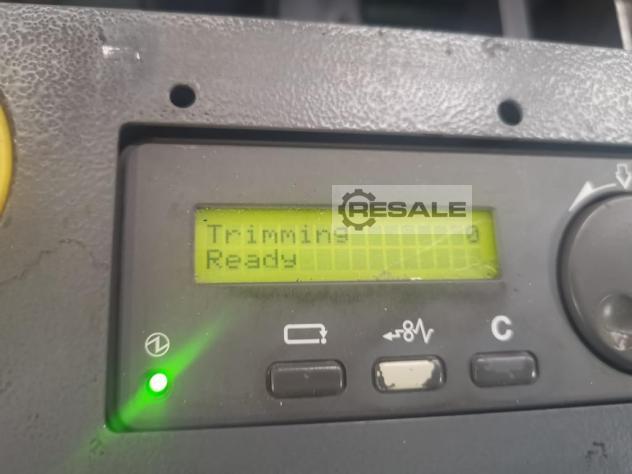 RESALE
Trimming 0
Ready
C